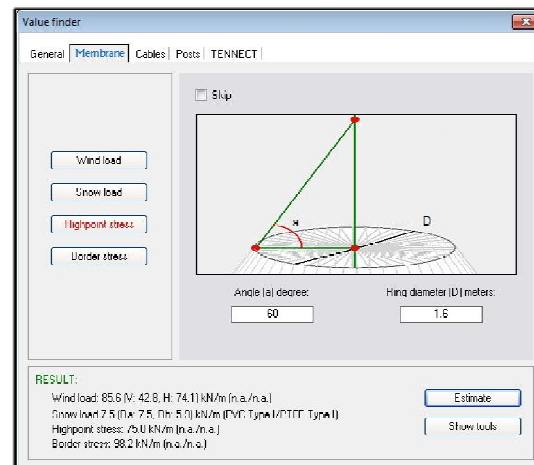 Value finder
General Membrane Cables Posts TENNECT
Skip
Wind load
Snow load
Highpoint stress
Border stress
a
D
Angle [a] degree:
60
Ring diameter [D] meters:
1.6
RESULT:
Wind load: 85.6 (V: 42.8, H: 74.1) kN/m (n.a./n.a.)
Snow load 7.5 (Da: 7.5, Dh: 5.0) kN/m (PVC Type I/PTFE Type I)
Highpoint stress: 75.0 kN/m (n.a./n.a.)
Border stress: 98.2 kN/m (n.a./n.a.)
Estimate
Show tools